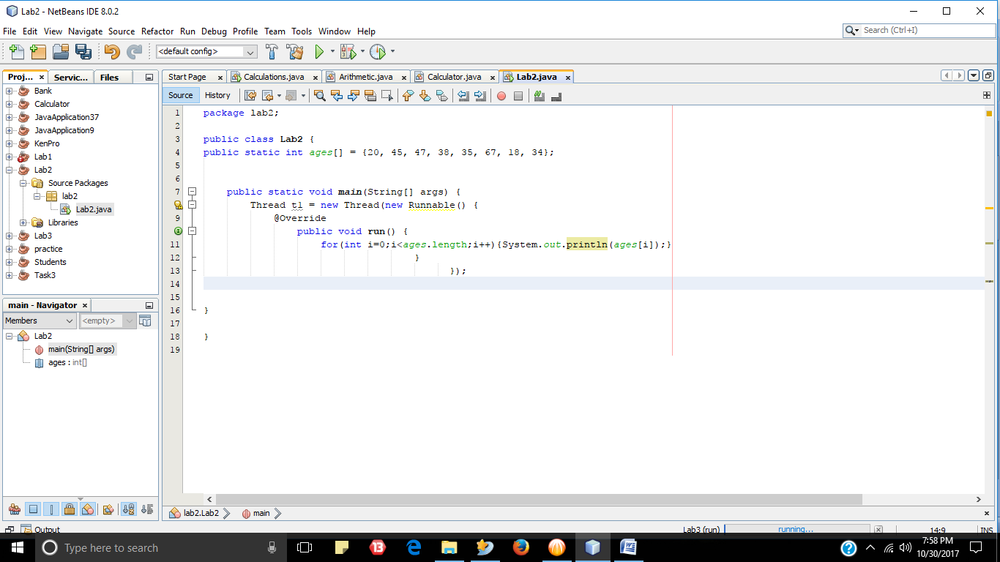 Lab2 - NetBeans IDE 8.0.2
File Edit View Navigate Source Refactor Run Debug Profile Team Tools Window Help
Search (Ctrl+I)
<default config>
Proj... Servic... Files
Bank
Calculator
JavaApplication37
JavaApplication9
KenPro
Lab1
Lab2
Source Packages
lab2
Lab2.java
Libraries
Lab3
practice
Students
Task3
main - Navigator
Members <empty>
Lab2
main(String[] args)
ages : int[]
Start Page Calculations.java Arithmetic.java Calculator.java Lab2.java
Source History
1 package lab2;
2
3 public class Lab2 {
4 public static int ages[] = {20, 45, 47, 38, 35, 67, 18, 34};
5
6
7 public static void main(String[] args) {
Thread t1 = new Thread(new Runnable() {
9 @Override
public void run() {
11 for(int i=0;i<ages.length;i++){System.out.println(ages[i]);}
12 }
13 });
14
15
16 }
17
18 }
19
lab2.Lab2 main
Output
Lab3 (run) running... 14:9 INS
Type here to search
13
7:58 PM
10/30/2017